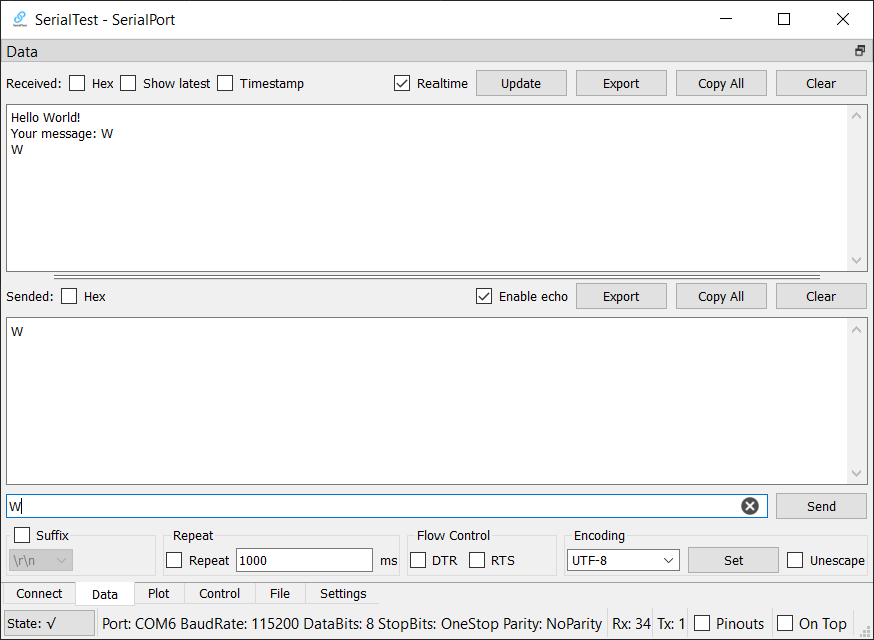 SerialTest - SerialPort
Data
Received: Hex Show latest Timestamp Realtime Update Export Copy All Clear
Hello World!
Your message: W
W
Sended: Hex Enable echo Export Copy All Clear
W
W Send
Suffix Repeat Flow Control Encoding
\r\n Repeat 1000 ms DTR RTS UTF-8 Set Unescape
Connect Data Plot Control File Settings
State: √ Port: COM6 BaudRate: 115200 DataBits: 8 StopBits: OneStop Parity: NoParity Rx: 34 Tx: 1 Pinouts On Top